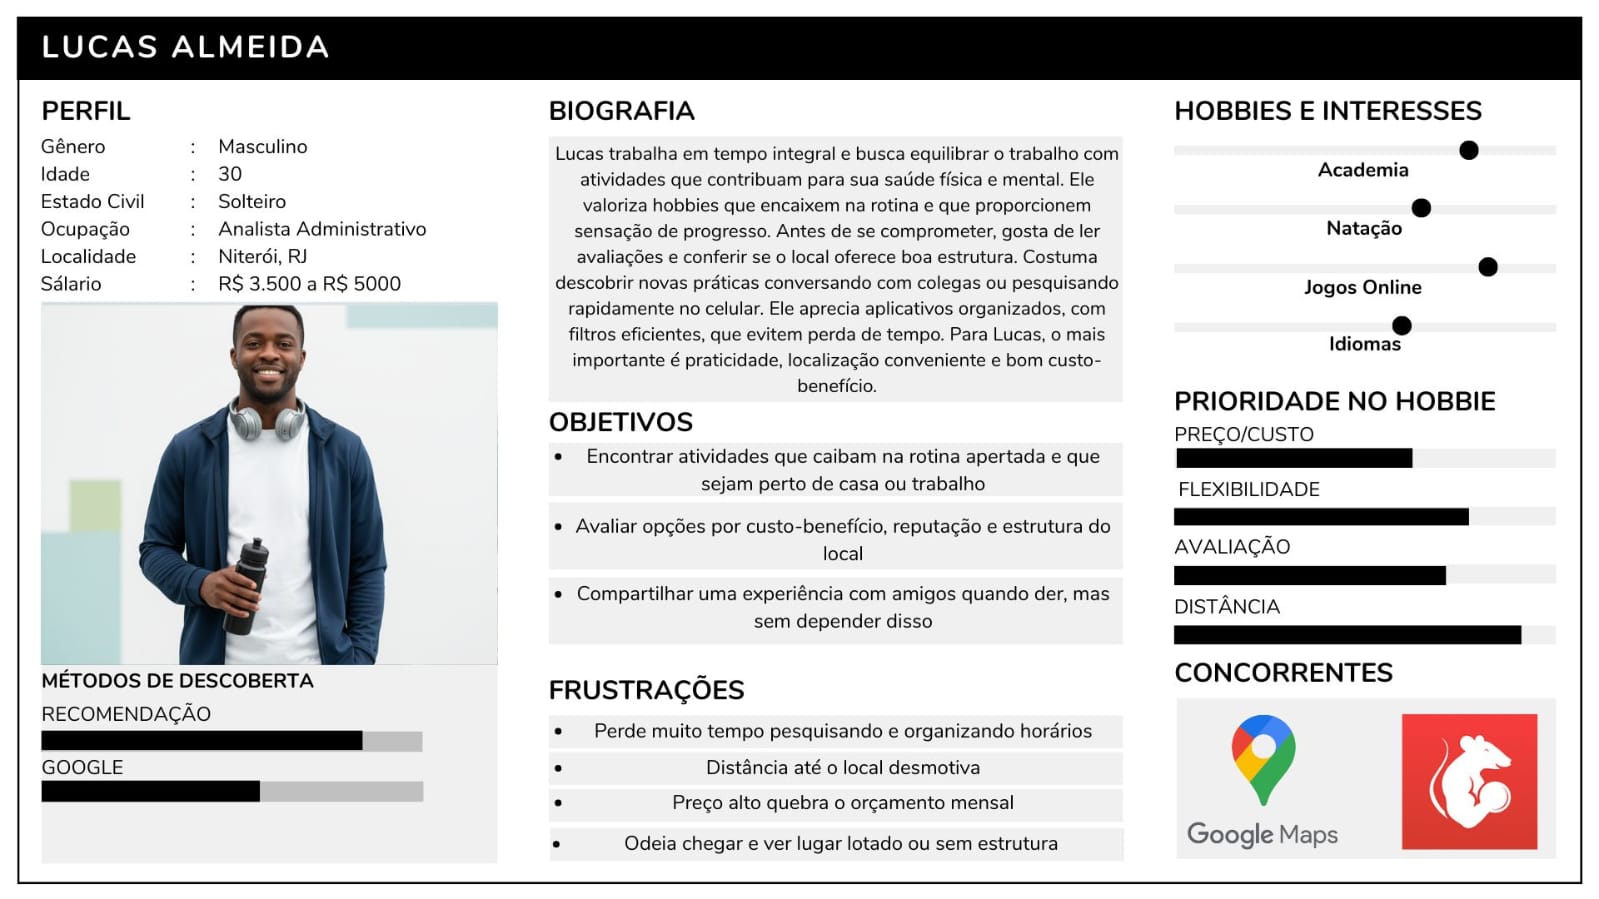 LUCAS ALMEIDA
PERFIL
Gênero : Masculino
Idade : 30
Estado Civil : Solteiro
Ocupação : Analista Administrativo
Localidade : Niterói, RJ
Sálario : R$ 3.500 a R$ 5000
MÉTODOS DE DESCOBERTA
RECOMENDAÇÃO
GOOGLE
BIOGRAFIA
Lucas trabalha em tempo integral e busca equilibrar o trabalho com
atividades que contribuam para sua saúde física e mental. Ele
valoriza hobbies que encaixem na rotina e que proporcionem
sensação de progresso. Antes de se comprometer, gosta de ler
avaliações e conferir se o local oferece boa estrutura. Costuma
descobrir novas práticas conversando com colegas ou pesquisando
rapidamente no celular. Ele aprecia aplicativos organizados, com
filtros eficientes, que evitem perda de tempo. Para Lucas, o mais
importante é praticidade, localização conveniente e bom custo-
benefício.
OBJETIVOS
• Encontrar atividades que caibam na rotina apertada e que
sejam perto de casa ou trabalho
• Avaliar opções por custo-benefício, reputação e estrutura do
local
• Compartilhar uma experiência com amigos quando der, mas
sem depender disso
FRUSTRAÇÕES
• Perde muito tempo pesquisando e organizando horários
• Distância até o local desmotiva
• Preço alto quebra o orçamento mensal
• Odeia chegar e ver lugar lotado ou sem estrutura
HOBBIES E INTERESSES
Academia
Natação
Jogos Online
Idiomas
PRIORIDADE NO HOBBIE
PREÇO/CUSTO
FLEXIBILIDADE
AVALIAÇÃO
DISTÂNCIA
CONCORRENTES
Google Maps